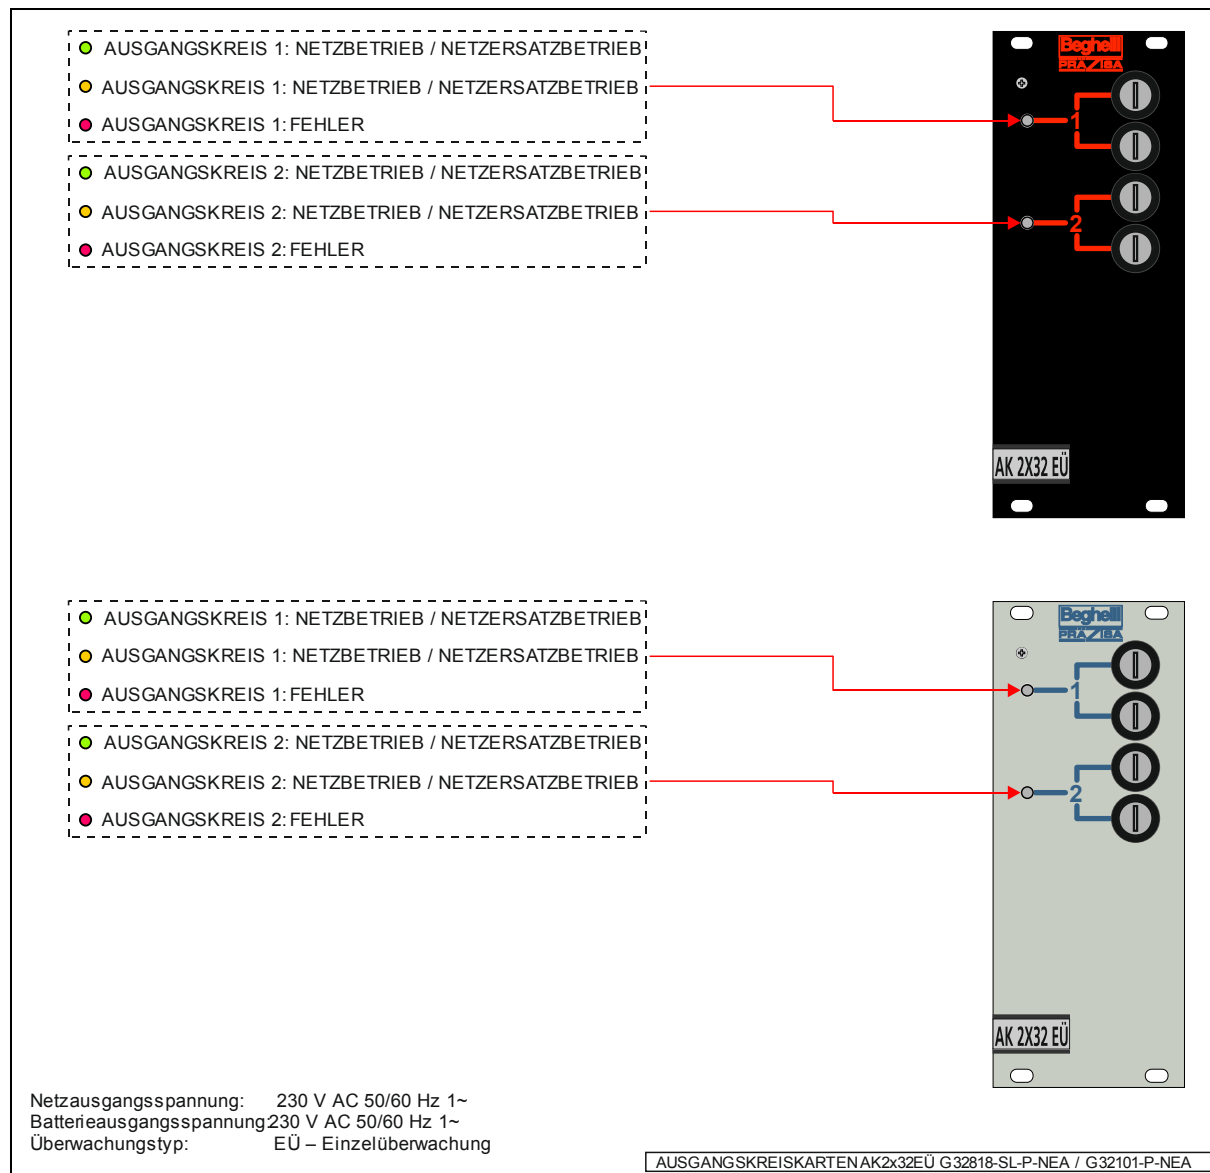 AUSGANGSKREIS 1: NETZBETRIEB / NETZERSATZBETRIEB
AUSGANGSKREIS 1: NETZBETRIEB / NETZERSATZBETRIEB
AUSGANGSKREIS 1: FEHLER
AUSGANGSKREIS 2: NETZBETRIEB / NETZERSATZBETRIEB
AUSGANGSKREIS 2: NETZBETRIEB / NETZERSATZBETRIEB
AUSGANGSKREIS 2: FEHLER
Beghelli
PRÄZISA
1
2
AK 2X32 EÜ
AUSGANGSKREIS 1: NETZBETRIEB / NETZERSATZBETRIEB
AUSGANGSKREIS 1: NETZBETRIEB / NETZERSATZBETRIEB
AUSGANGSKREIS 1: FEHLER
AUSGANGSKREIS 2: NETZBETRIEB / NETZERSATZBETRIEB
AUSGANGSKREIS 2: NETZBETRIEB / NETZERSATZBETRIEB
AUSGANGSKREIS 2: FEHLER
Beghelli
PRÄZISA
1
2
AK 2X32 EÜ
Netzausgangsspannung: 230 V AC 50/60 Hz 1~
Batterieausgangsspannung: 230 V AC 50/60 Hz 1~
Überwachungstyp: EÜ – Einzelüberwachung
AUSGANGSKREISKARTEN AK2x32EÜ G32818-SL-P-NEA / G32101-P-NEA